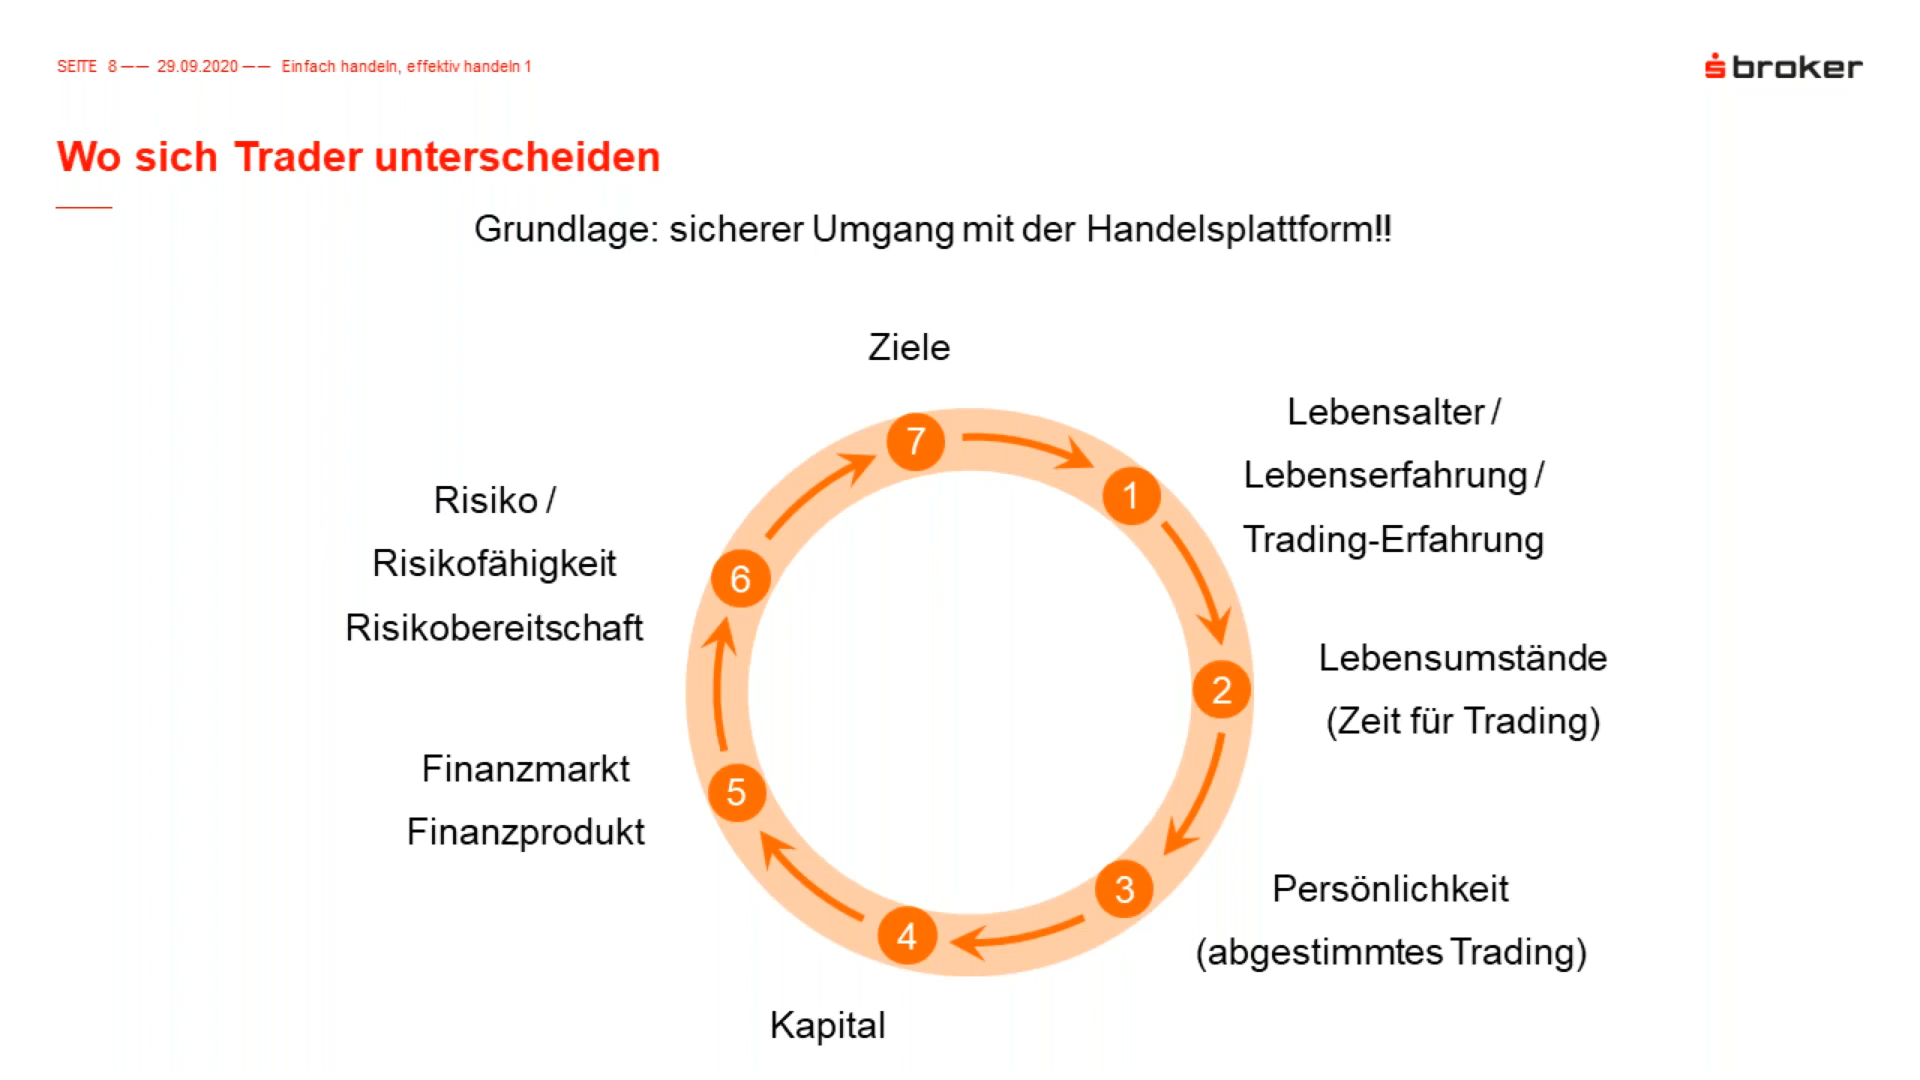 SEITE 8 —— 29.09.2020 —— Einfach handeln, effektiv handeln 1
broker
Wo sich Trader unterscheiden
Grundlage: sicherer Umgang mit der Handelsplattform!!
Ziele
7
1
Lebensalter /
Lebenserfahrung /
Trading-Erfahrung
2
Lebensumstände
(Zeit für Trading)
3
Persönlichkeit
(abgestimmtes Trading)
4
Kapital
5
Finanzmarkt
Finanzprodukt
6
Risiko /
Risikofähigkeit
Risikobereitschaft